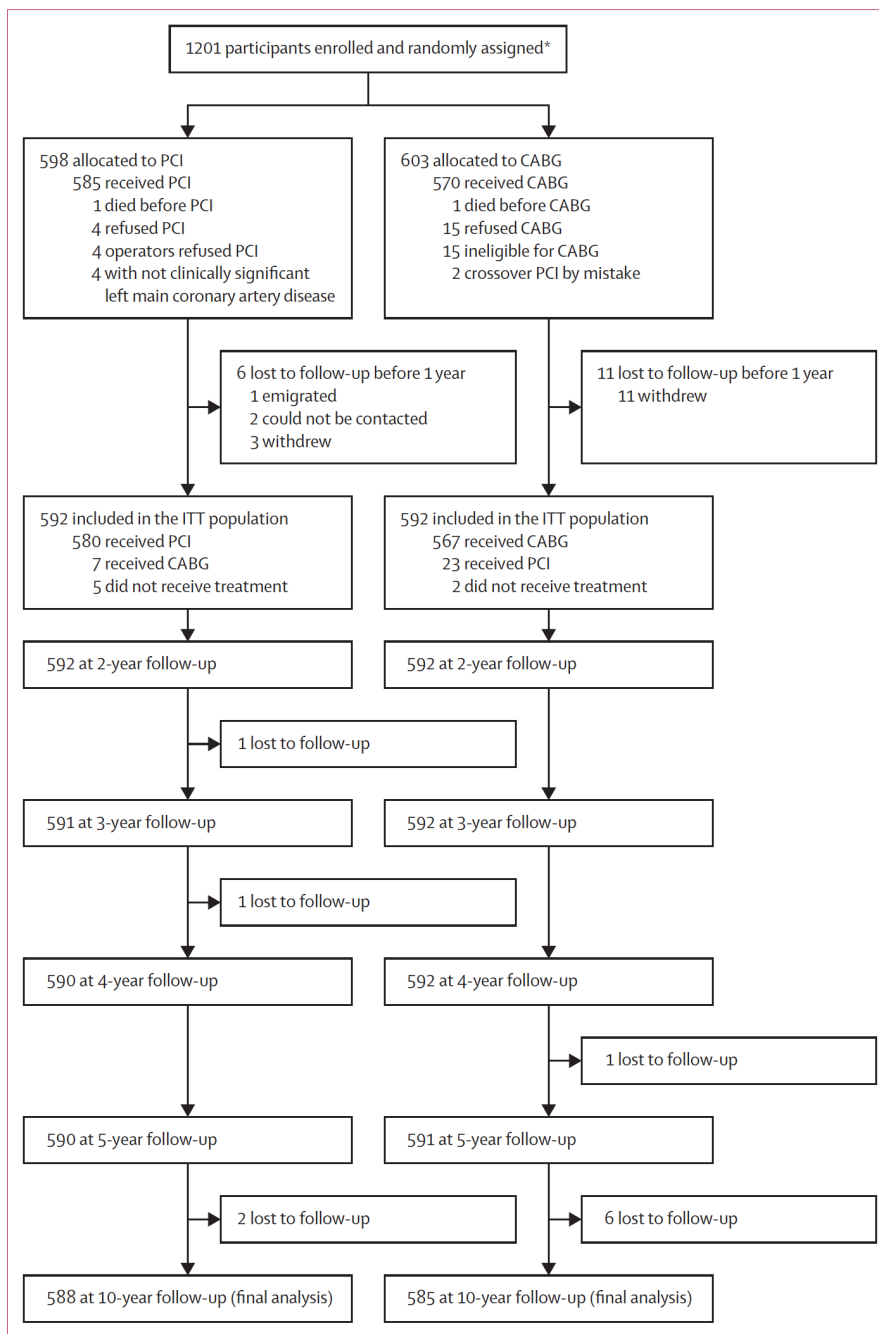 1201 participants enrolled and randomly assigned*
598 allocated to PCI
585 received PCI
1 died before PCI
4 refused PCI
4 operators refused PCI
4 with not clinically significant
left main coronary artery disease
603 allocated to CABG
570 received CABG
1 died before CABG
15 refused CABG
15 ineligible for CABG
2 crossover PCI by mistake
6 lost to follow-up before 1 year
1 emigrated
2 could not be contacted
3 withdrew
11 lost to follow-up before 1 year
11 withdrew
592 included in the ITT population
580 received PCI
7 received CABG
5 did not receive treatment
592 included in the ITT population
567 received CABG
23 received PCI
2 did not receive treatment
592 at 2-year follow-up
592 at 2-year follow-up
1 lost to follow-up
591 at 3-year follow-up
592 at 3-year follow-up
1 lost to follow-up
590 at 4-year follow-up
592 at 4-year follow-up
1 lost to follow-up
590 at 5-year follow-up
591 at 5-year follow-up
2 lost to follow-up
6 lost to follow-up
588 at 10-year follow-up (final analysis)
585 at 10-year follow-up (final analysis)